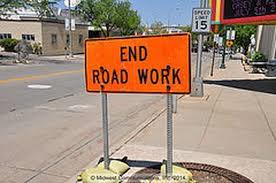 SPEED
LIMIT
15
END
ROAD WORK
© Midwest Communications, Inc. 2014